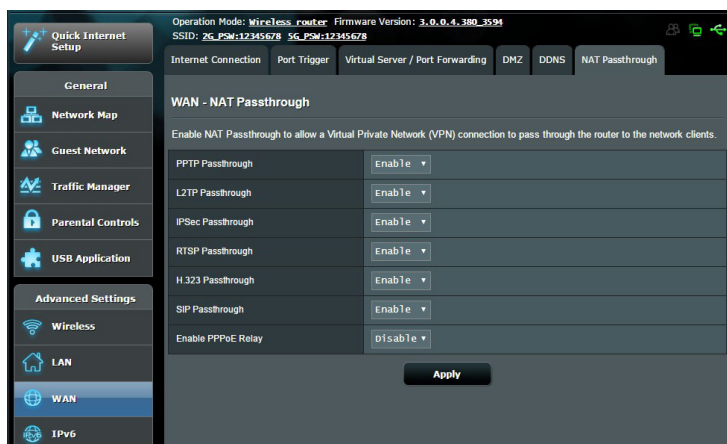 Operation Mode: Wireless router Firmware Version: 3.0.0.4.380_3594
SSID: 2G_PSW:12345678 5G_PSW:12345678
Quick Internet
Setup
General
Network Map
Guest Network
Traffic Manager
Parental Controls
USB Application
Advanced Settings
Wireless
LAN
WAN
IPv6
Internet Connection
Port Trigger
Virtual Server / Port Forwarding
DMZ
DDNS
NAT Passthrough
WAN - NAT Passthrough
Enable NAT Passthrough to allow a Virtual Private Network (VPN) connection to pass through the router to the network clients.
PPTP Passthrough Enable
L2TP Passthrough Enable
IPSec Passthrough Enable
RTSP Passthrough Enable
H.323 Passthrough Enable
SIP Passthrough Enable
Enable PPPoE Relay Disable
Apply